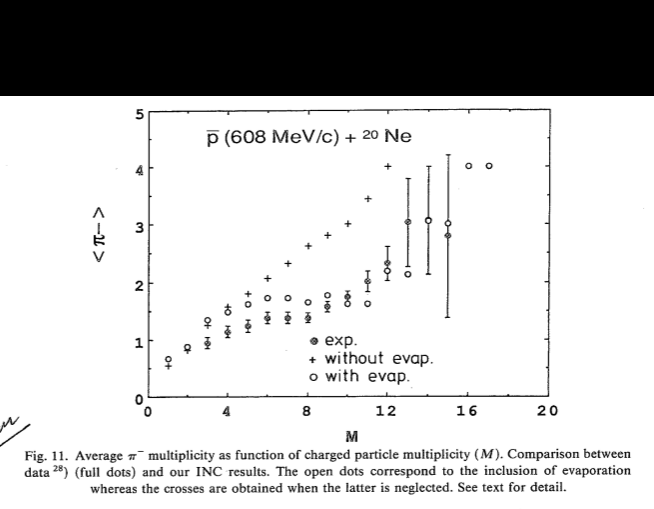 5
p̅ (608 MeV/c) + 20 Ne
4
3
< π− >
2
1
0
exp.
+ without evap.
o with evap.
0 4 8 12 16 20
M
Fig. 11. Average π⁻ multiplicity as function of charged particle multiplicity (M). Comparison between
data ²⁸) (full dots) and our INC results. The open dots correspond to the inclusion of evaporation
whereas the crosses are obtained when the latter is neglected. See text for detail.